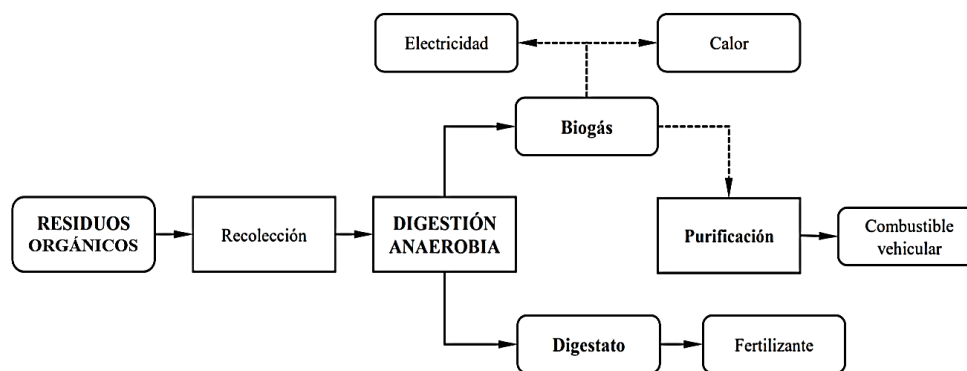 Electricidad
Calor
Biogás
RESIDUOS
ORGÁNICOS
Recolección
DIGESTIÓN
ANAEROBIA
Purificación
Combustible
vehicular
Digestato
Fertilizante